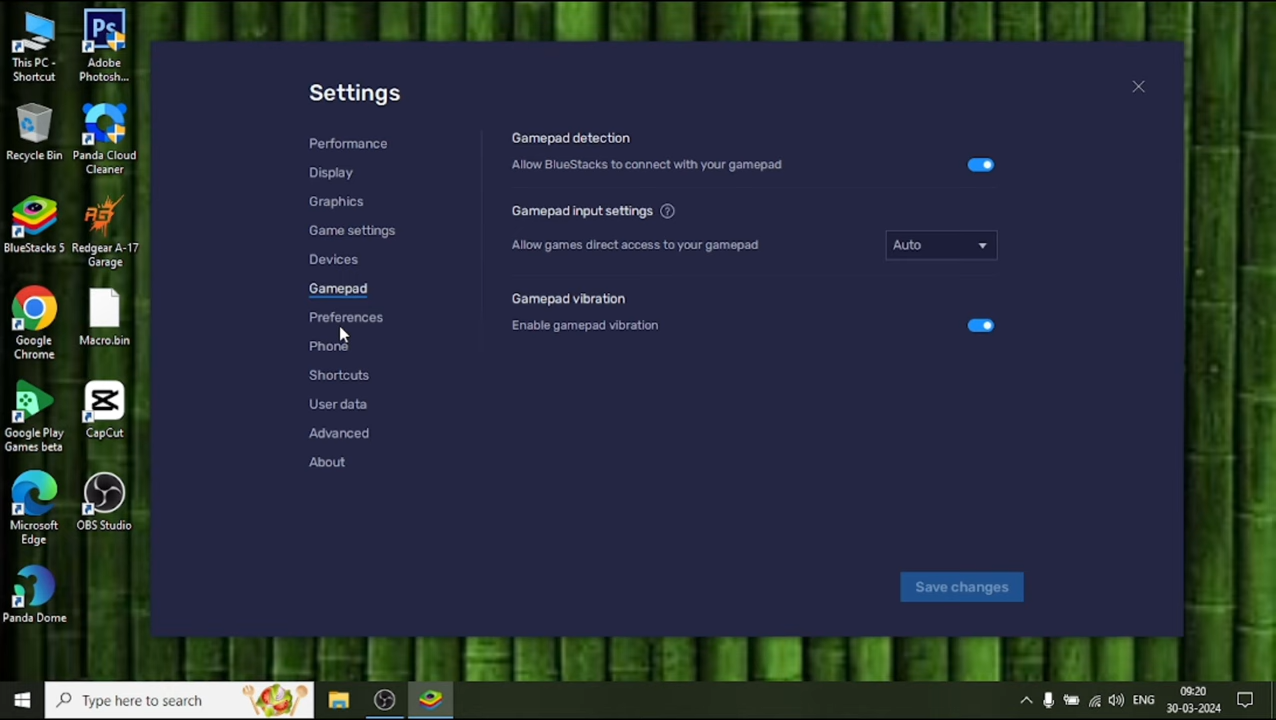 This PC -
Shortcut
Adobe
Photosh...
Recycle Bin
Panda Cloud
Cleaner
BlueStacks 5
Redgear A-17
Garage
Google
Chrome
Macro.bin
Google Play
Games beta
CapCut
Microsoft
Edge
OBS Studio
Panda Dome
Settings
Performance
Display
Graphics
Game settings
Devices
Gamepad
Preferences
Phone
Shortcuts
User data
Advanced
About
Gamepad detection
Allow BlueStacks to connect with your gamepad
Gamepad input settings ?
Allow games direct access to your gamepad
Auto
Gamepad vibration
Enable gamepad vibration
Save changes
Type here to search
ENG
09:20
30-03-2024
Ps